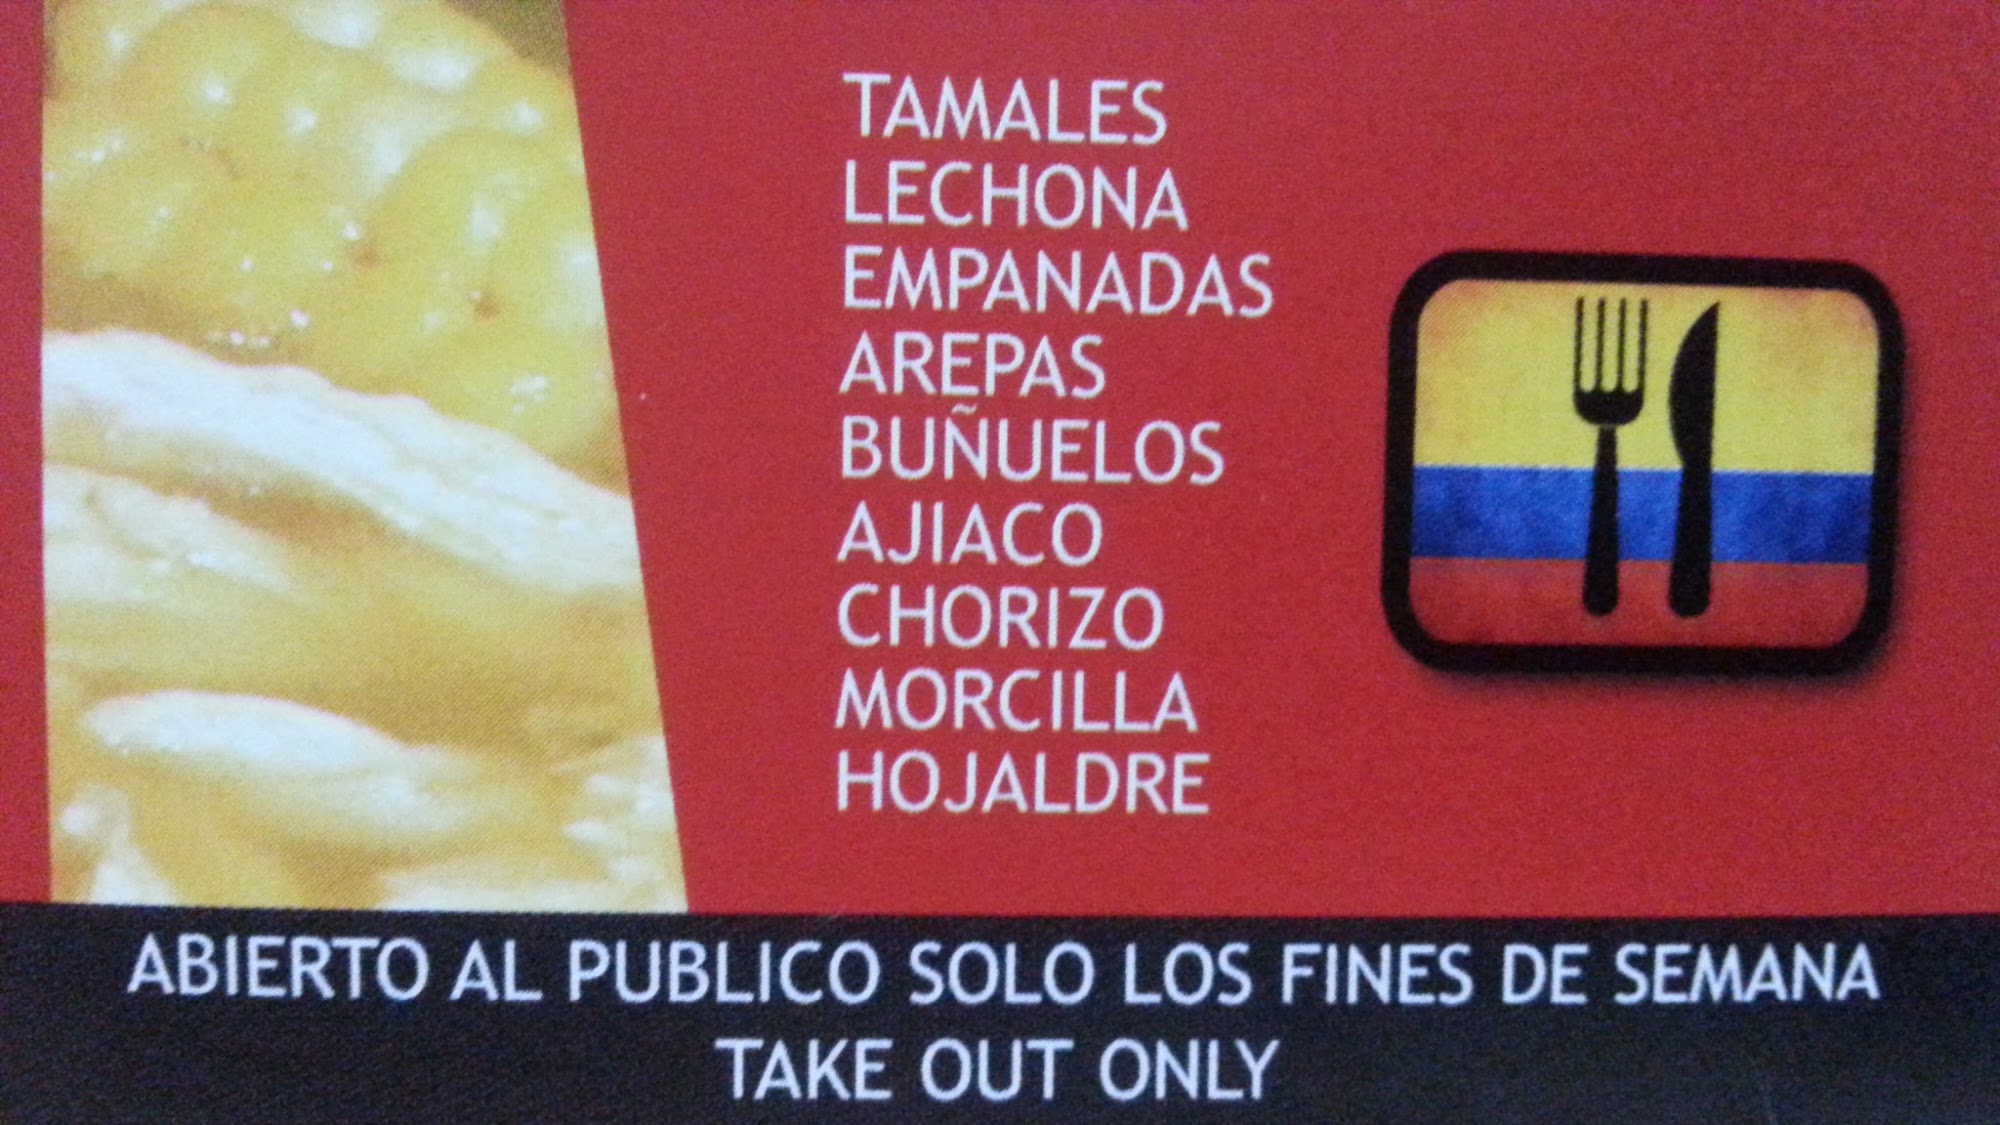 TAMALES
LECHONA
EMPANADAS
AREPAS
BUÑUELOS
AJIACO
CHORIZO
MORCILLA
HOJALDRE
ABIERTO AL PUBLICO SOLO LOS FINES DE SEMANA
TAKE OUT ONLY